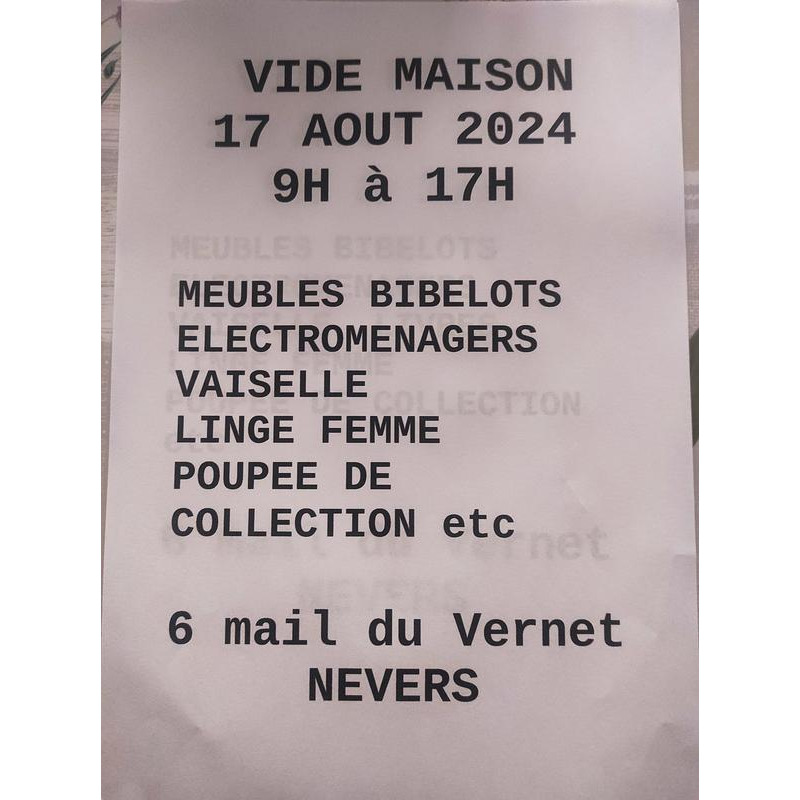 VIDE MAISON
17 AOUT 2024
9H à 17H
MEUBLES BIBELOTS
ELECTROMENAGERS
VAISELLE
LINGE FEMME
POUPEE DE
COLLECTION etc
6 mail du Vernet
NEVERS